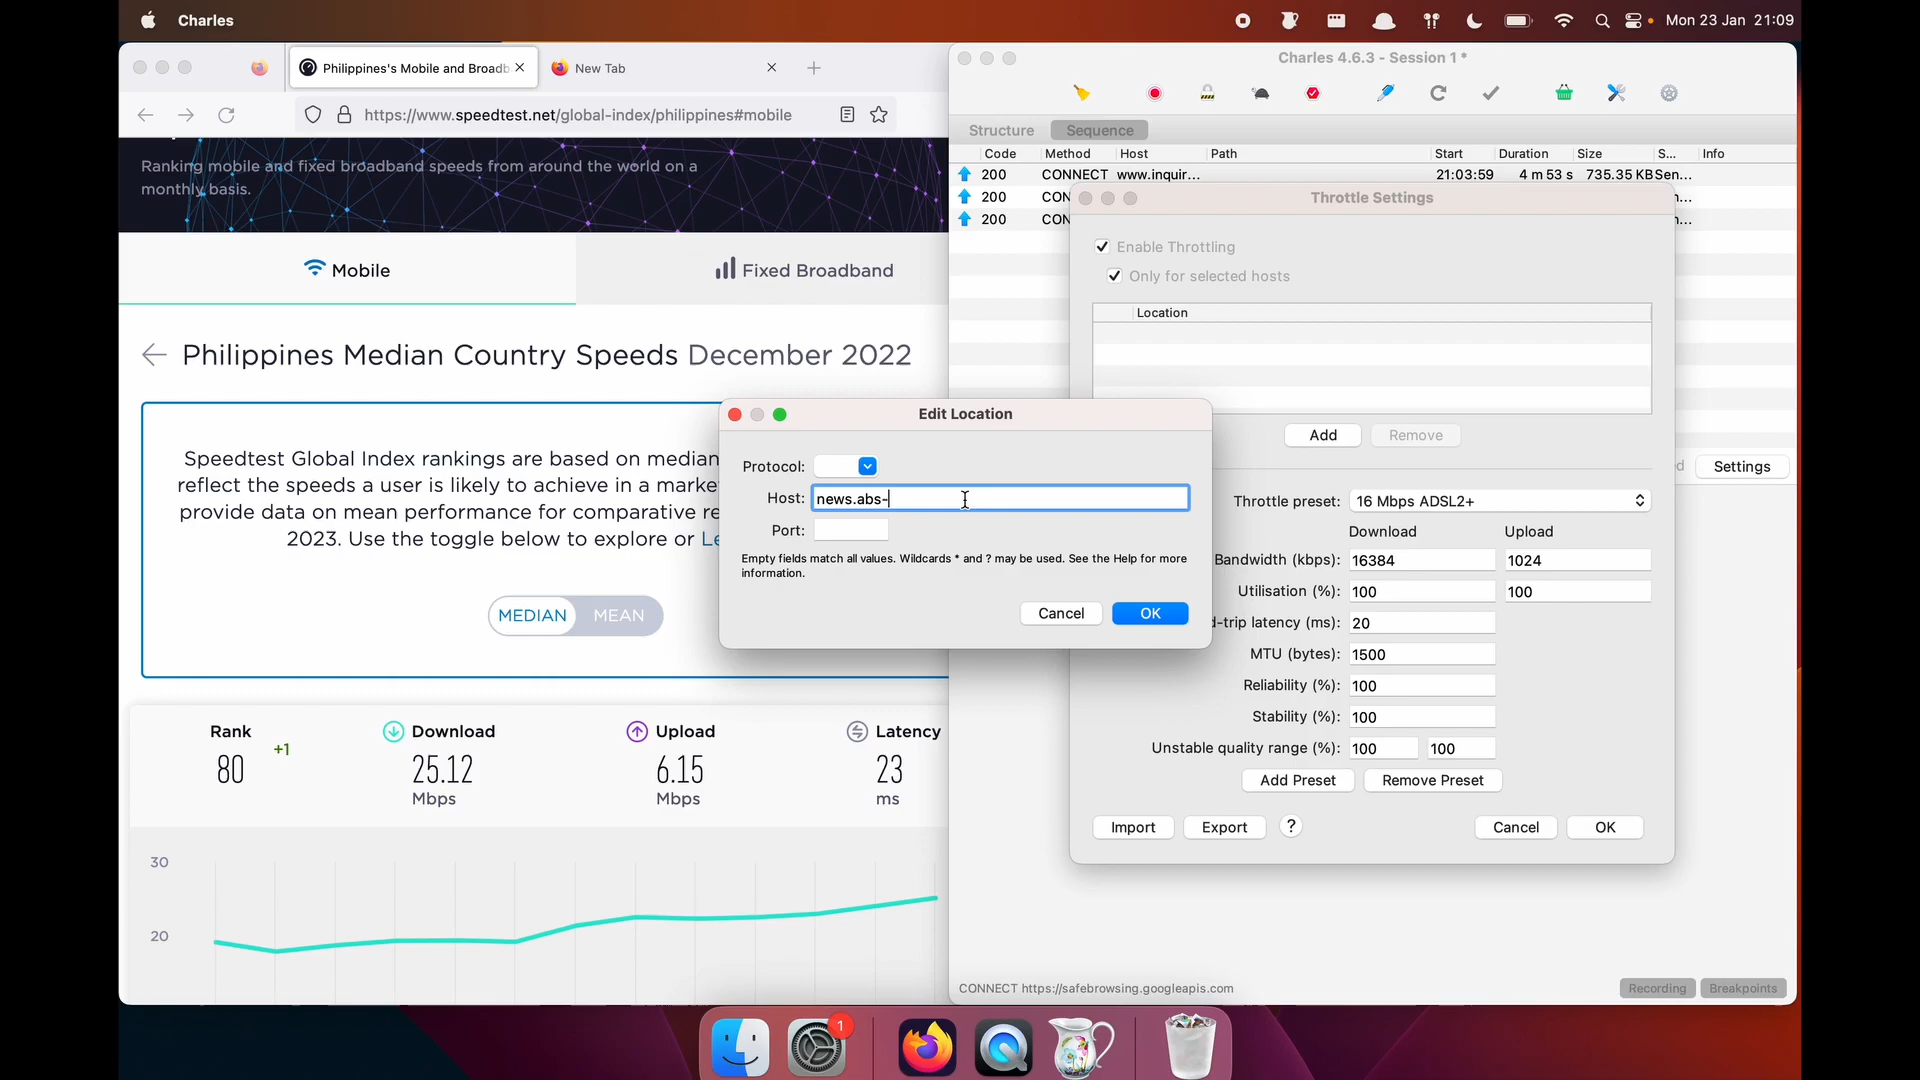 Charles
Mon 23 Jan 21:09
Philippines's Mobile and Broadb
New Tab
https://www.speedtest.net/global-index/philippines#mobile
Ranking mobile and fixed broadband speeds from around the world on a
monthly basis.
Mobile
Fixed Broadband
Philippines Median Country Speeds December 2022
Speedtest Global Index rankings are based on median
reflect the speeds a user is likely to achieve in a marke
provide data on mean performance for comparative re
2023. Use the toggle below to explore or Le
MEDIAN
MEAN
Rank
80
+1
Download
25.12
Mbps
Upload
6.15
Mbps
Latency
23
ms
30
20
Charles 4.6.3 - Session 1 *
Structure
Sequence
Code Method Host Path Start Duration Size S... Info
200 CONNECT www.inquir... 21:03:59 4 m 53 s 735.35 KB Sen...
200 CON
200 CON
Settings
Throttle Settings
Enable Throttling
Only for selected hosts
Location
Add
Remove
Throttle preset: 16 Mbps ADSL2+
Download Upload
Bandwidth (kbps): 16384 1024
Utilisation (%): 100 100
d-trip latency (ms): 20
MTU (bytes): 1500
Reliability (%): 100
Stability (%): 100
Unstable quality range (%): 100 100
Add Preset
Remove Preset
Import
Export
?
Cancel
OK
Edit Location
Protocol:
Host: news.abs-
Port:
Empty fields match all values. Wildcards * and ? may be used. See the Help for more
information.
Cancel
OK
CONNECT https://safebrowsing.googleapis.com
Recording
Breakpoints
1